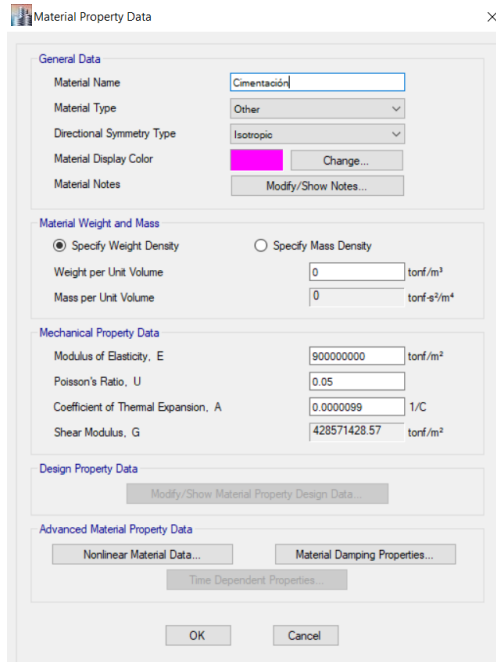 Material Property Data
General Data
Material Name Cimentación
Material Type Other
Directional Symmetry Type Isotropic
Material Display Color Change...
Material Notes Modify/Show Notes...
Material Weight and Mass
Specify Weight Density Specify Mass Density
Weight per Unit Volume 0 tonf/m³
Mass per Unit Volume 0 tonf-s²/m⁴
Mechanical Property Data
Modulus of Elasticity, E 900000000 tonf/m²
Poisson's Ratio, U 0.05
Coefficient of Thermal Expansion, A 0.0000099 1/C
Shear Modulus, G 428571428.57 tonf/m²
Design Property Data
Modify/Show Material Property Design Data...
Advanced Material Property Data
Nonlinear Material Data... Material Damping Properties...
Time Dependent Properties...
OK Cancel